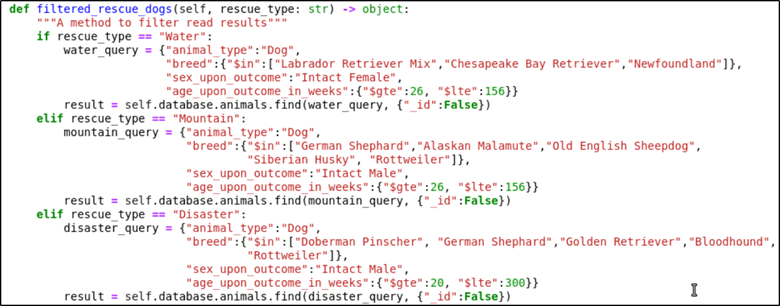 def filtered_rescue_dogs(self, rescue_type: str) -> object:
    """A method to filter read results"""
    if rescue_type == "Water":
        water_query = {"animal_type":"Dog",
                       "breed":{"$in":["Labrador Retriever Mix","Chesapeake Bay Retriever","Newfoundland"]},
                       "sex_upon_outcome":"Intact Female",
                       "age_upon_outcome_in_weeks":{"$gte":26, "$lte":156}}
        result = self.database.animals.find(water_query, {"_id":False})
    elif rescue_type == "Mountain":
        mountain_query = {"animal_type":"Dog",
                          "breed":{"$in":["German Shephard","Alaskan Malamute","Old English Sheepdog",
                                   "Siberian Husky", "Rottweiler"]},
                          "sex_upon_outcome":"Intact Male",
                          "age_upon_outcome_in_weeks":{"$gte":26, "$lte":156}}
        result = self.database.animals.find(mountain_query, {"_id":False})
    elif rescue_type == "Disaster":
        disaster_query = {"animal_type":"Dog",
                          "breed":{"$in":["Doberman Pinscher", "German Shephard","Golden Retriever","Bloodhound",
                                   "Rottweiler"]},
                          "sex_upon_outcome":"Intact Male",
                          "age_upon_outcome_in_weeks":{"$gte":20, "$lte":300}}
        result = self.database.animals.find(disaster_query, {"_id":False})